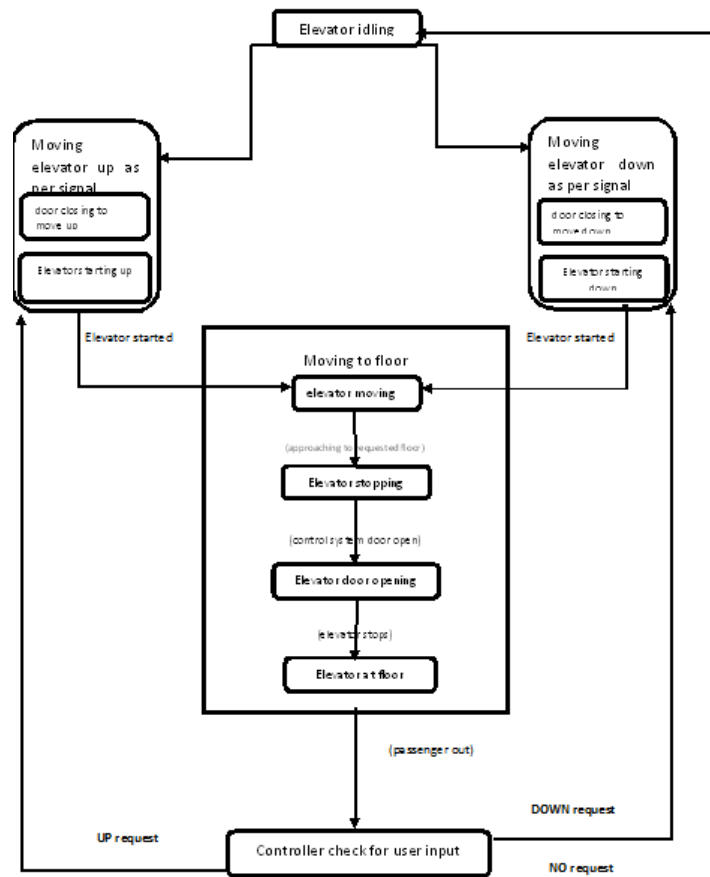 Elevator idling
Moving
elevator up as
per signal
door closing to
move up
Elevator starting up
Moving
elevator down
as per signal
door closing to
move down
Elevator starting
down
Elevator started
Elevator started
Moving to floor
elevator moving
(approaching to requested floor)
Elevator stopping
(control system door open)
Elevator door opening
(elevator stops)
Elevator at floor
(passenger out)
DOWN request
UP request
Controller check for user input
NO request